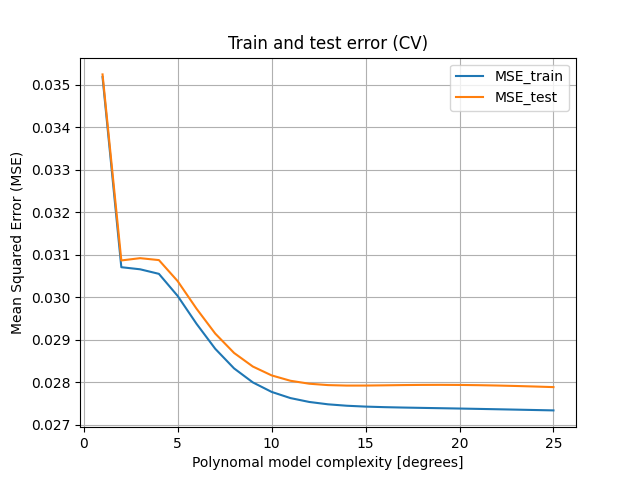 Train and test error (CV)
MSE_train
MSE_test
Mean Squared Error (MSE)
0.035
0.034
0.033
0.032
0.031
0.030
0.029
0.028
0.027
0 5 10 15 20 25
Polynomal model complexity [degrees]